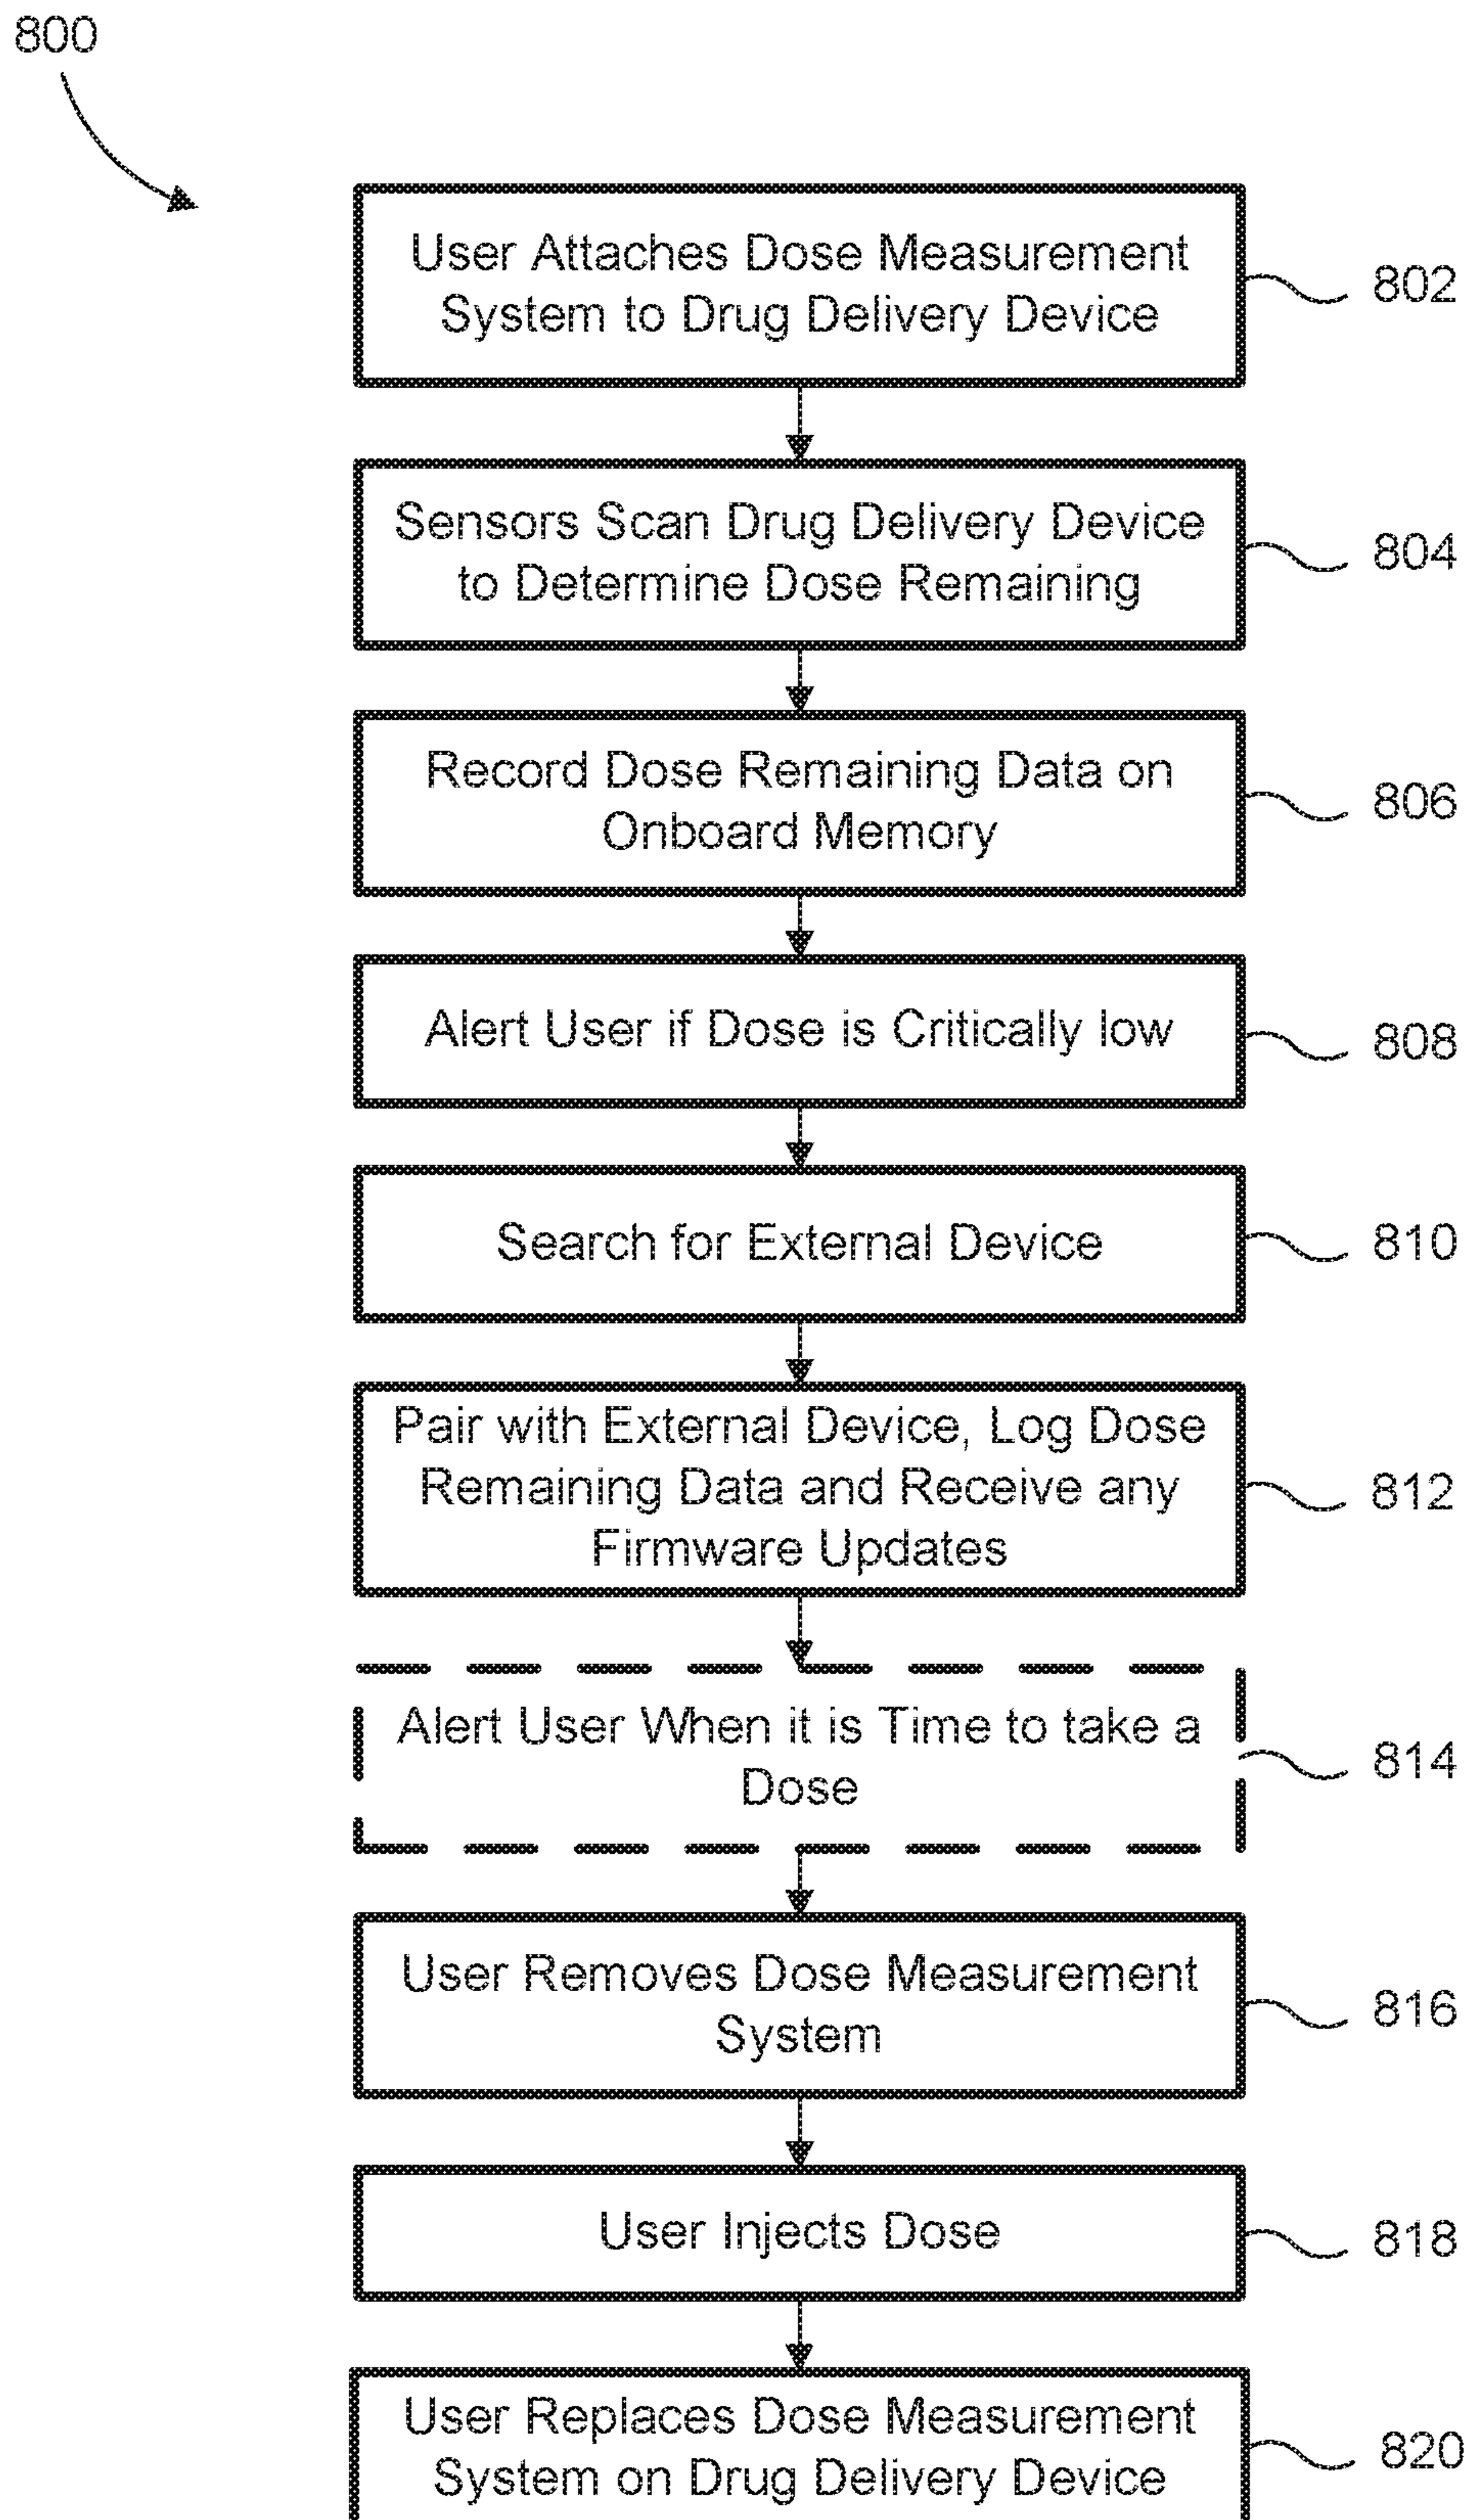 800
User Attaches Dose Measurement
System to Drug Delivery Device
802
Sensors Scan Drug Delivery Device
to Determine Dose Remaining
804
Record Dose Remaining Data on
Onboard Memory
806
Alert User if Dose is Critically low
808
Search for External Device
810
Pair with External Device, Log Dose
Remaining Data and Receive any
Firmware Updates
812
Alert User When it is Time to take a
Dose
814
User Removes Dose Measurement
System
816
User Injects Dose
818
User Replaces Dose Measurement
System on Drug Delivery Device
820